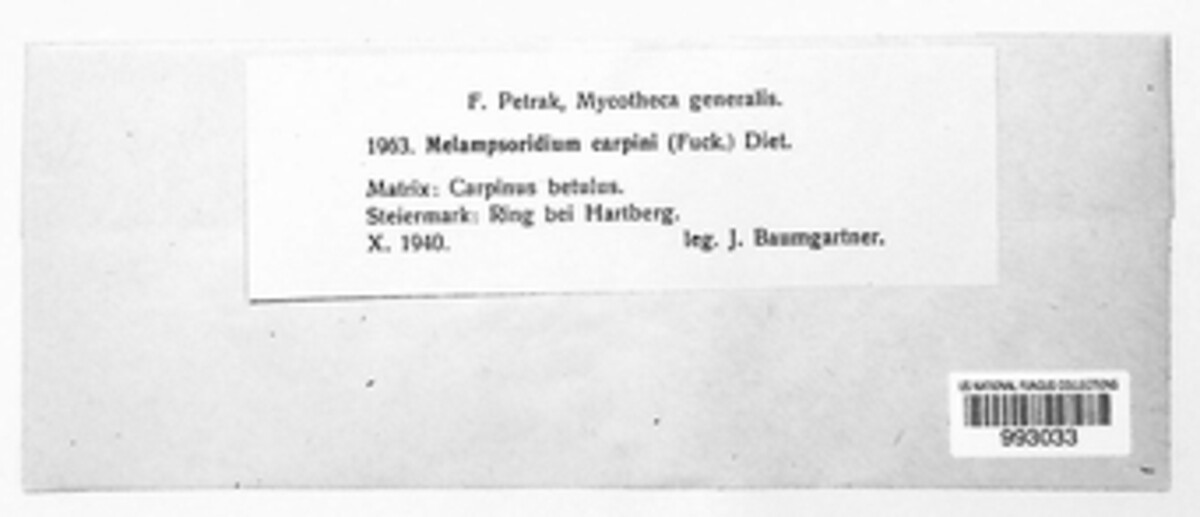 F. Petrak, Mycotheca generalis.
1963. Melampsoridium carpini (Fuck.) Diet.
Matrix: Carpinus betulus.
Steiermark: Ring bei Hartberg.
X. 1940. leg. J. Baumgartner.
US NATIONAL FUNGUS COLLECTIONS
993033